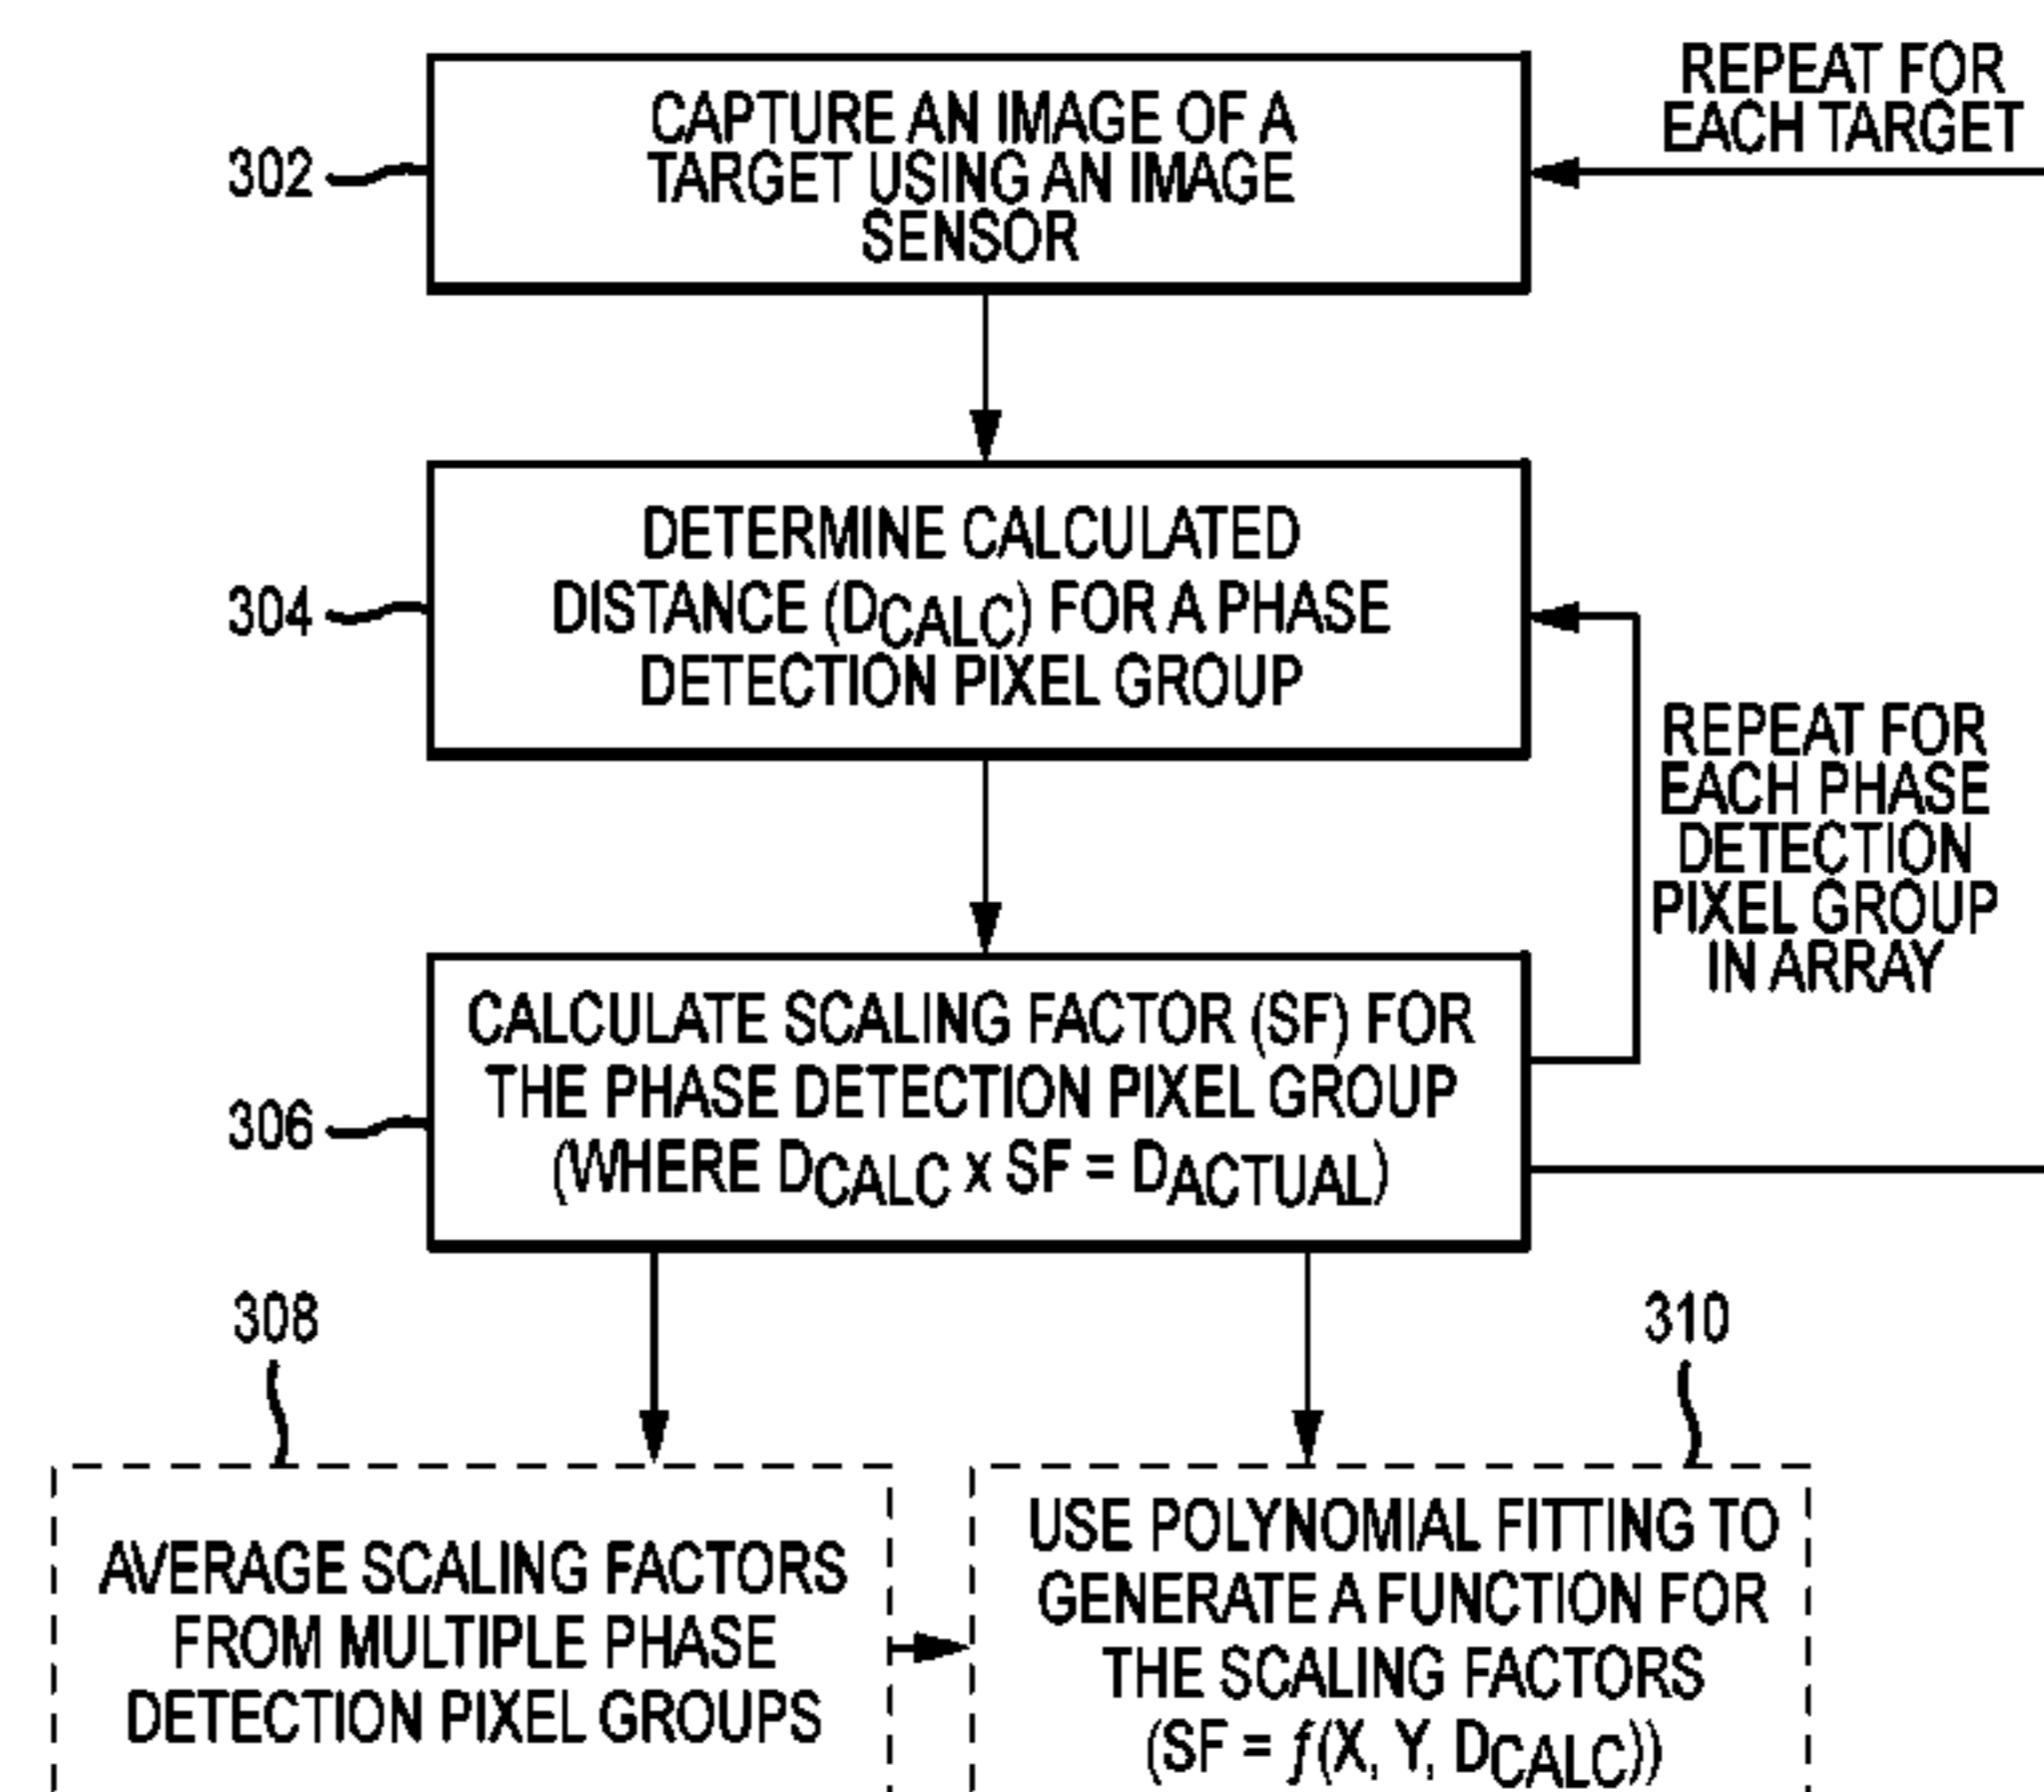 REPEAT FOR
EACH TARGET
302
CAPTURE AN IMAGE OF A
TARGET USING AN IMAGE
SENSOR
304
DETERMINE CALCULATED
DISTANCE (DCALC) FOR A PHASE
DETECTION PIXEL GROUP
REPEAT FOR
EACH PHASE
DETECTION
PIXEL GROUP
IN ARRAY
306
CALCULATE SCALING FACTOR (SF) FOR
THE PHASE DETECTION PIXEL GROUP
(WHERE DCALC x SF = DACTUAL)
308
AVERAGE SCALING FACTORS
FROM MULTIPLE PHASE
DETECTION PIXEL GROUPS
310
USE POLYNOMIAL FITTING TO
GENERATE A FUNCTION FOR
THE SCALING FACTORS
(SF = ƒ(X, Y, DCALC))